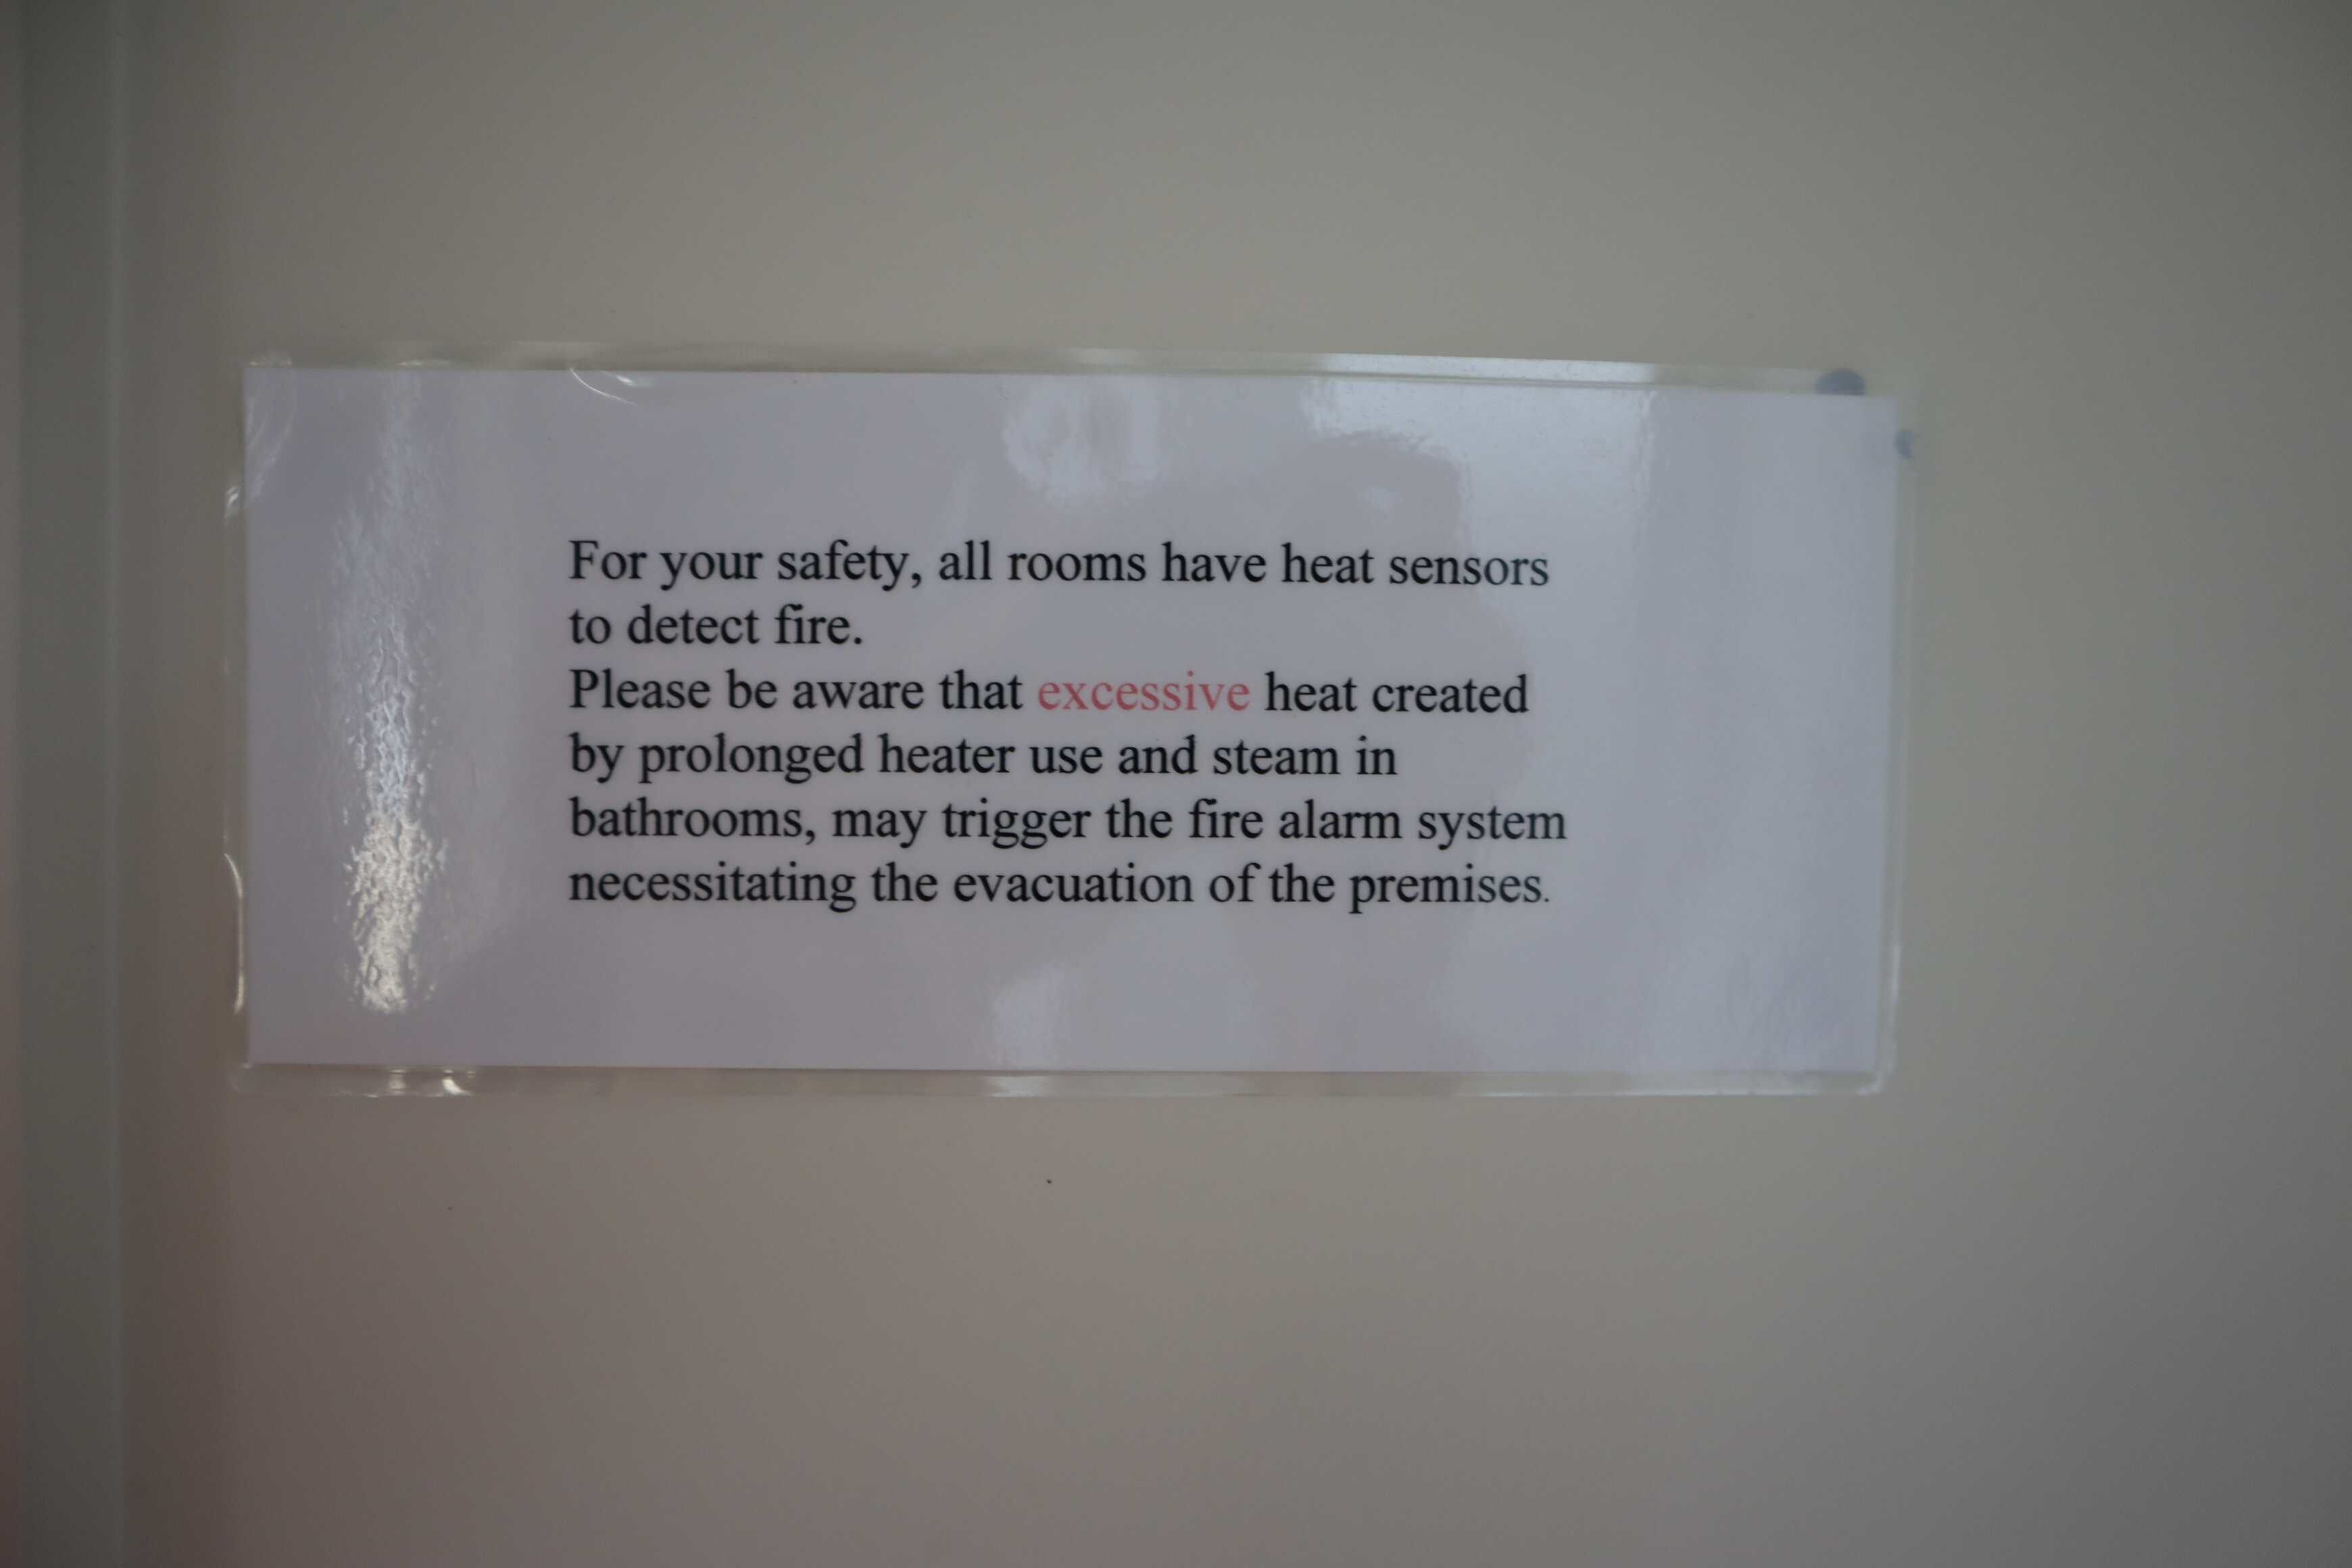 For your safety, all rooms have heat sensors
to detect fire.
Please be aware that excessive heat created
by prolonged heater use and steam in
bathrooms, may trigger the fire alarm system
necessitating the evacuation of the premises.